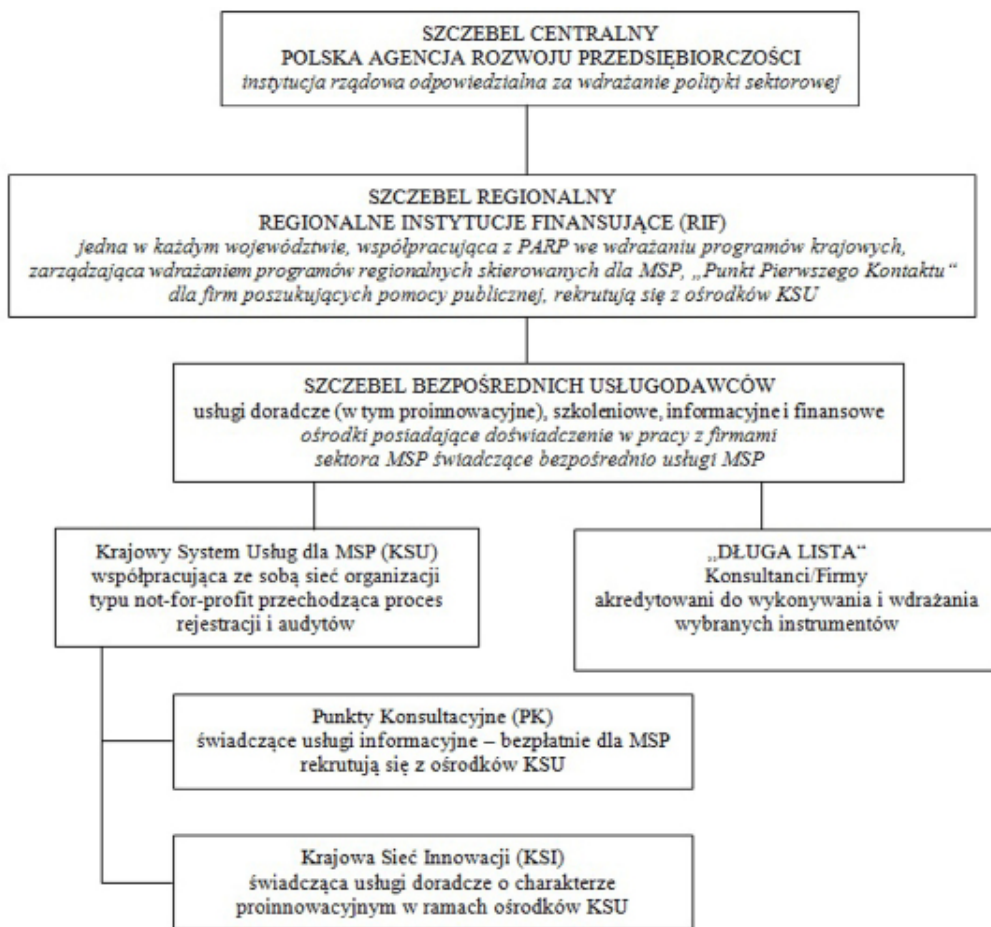 SZCZEBEL CENTRALNY
POLSKA AGENCJA ROZWOJU PRZEDSIĘBIORCZOŚCI
instytucja rządowa odpowiedzialna za wdrażanie polityki sektorowej
SZCZEBEL REGIONALNY
REGIONALNE INSTYTUCJE FINANSUJĄCE (RIF)
jedna w każdym województwie, współpracująca z PARP we wdrażaniu programów krajowych,
zarządzająca wdrażaniem programów regionalnych skierowanych dla MSP, „Punkt Pierwszego Kontaktu“
dla firm poszukujących pomocy publicznej, rekrutują się z ośrodków KSU
SZCZEBEL BEZPOŚREDNICH USŁUGODAWCÓW
usługi doradcze (w tym proinnowacyjne), szkoleniowe, informacyjne i finansowe
ośrodki posiadające doświadczenie w pracy z firmami
sektora MSP świadczące bezpośrednio usługi MSP
Krajowy System Usług dla MSP (KSU)
współpracująca ze sobą sieć organizacji
typu not-for-profit przechodząca proces
rejestracji i audytów
„DŁUGA LISTA“
Konsultanci/Firmy
akredytowani do wykonywania i wdrażania
wybranych instrumentów
Punkty Konsultacyjne (PK)
świadczące usługi informacyjne – bezpłatnie dla MSP
rekrutują się z ośrodków KSU
Krajowa Sieć Innowacji (KSI)
świadcząca usługi doradcze o charakterze
proinnowacyjnym w ramach ośrodków KSU